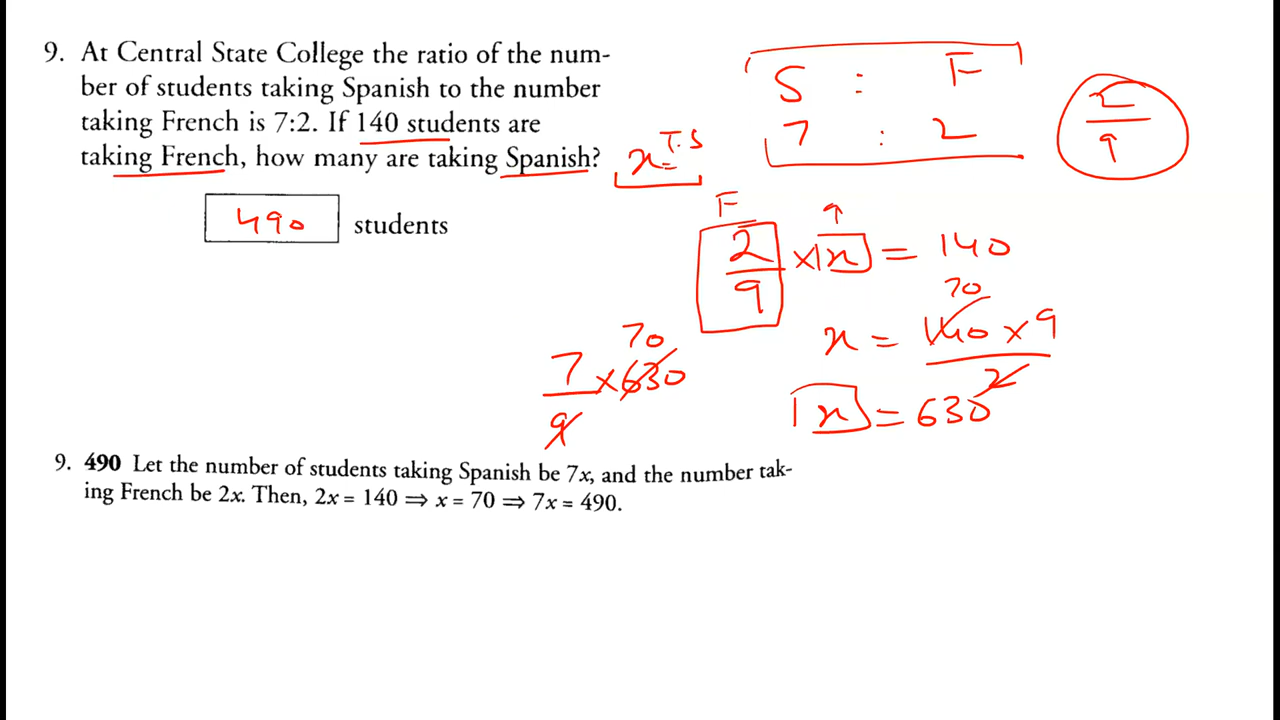 9. At Central State College the ratio of the num-
ber of students taking Spanish to the number
taking French is 7:2. If 140 students are
taking French, how many are taking Spanish?
490 students
S : F
7 : 2
2/9
x = T.S
F 9
2/9 × x = 140
70
x = 140 × 9 / 2
x = 630
70
7/9 × 630
9. 490 Let the number of students taking Spanish be 7x, and the number tak-
ing French be 2x. Then, 2x = 140 ⇒ x = 70 ⇒ 7x = 490.